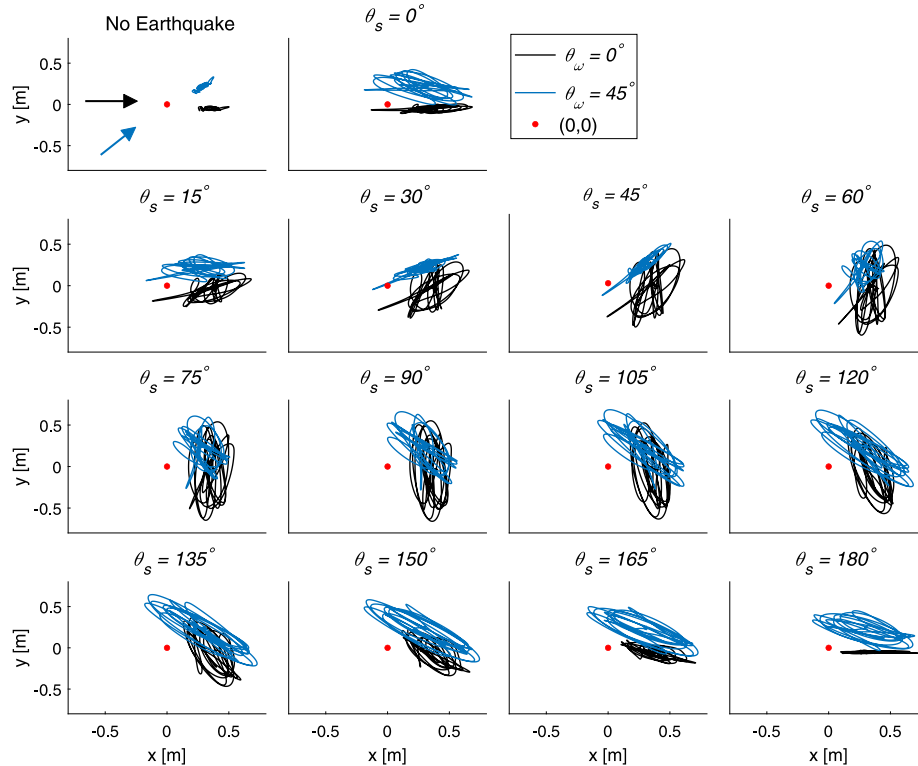 No Earthquake
θs = 0°
θω = 0°
θω = 45°
(0,0)
y [m]
0.5
0
-0.5
θs = 15°
θs = 30°
θs = 45°
θs = 60°
y [m]
0.5
0
-0.5
θs = 75°
θs = 90°
θs = 105°
θs = 120°
y [m]
0.5
0
-0.5
θs = 135°
θs = 150°
θs = 165°
θs = 180°
y [m]
0.5
0
-0.5
-0.5 0 0.5
-0.5 0 0.5
-0.5 0 0.5
-0.5 0 0.5
x [m]
x [m]
x [m]
x [m]